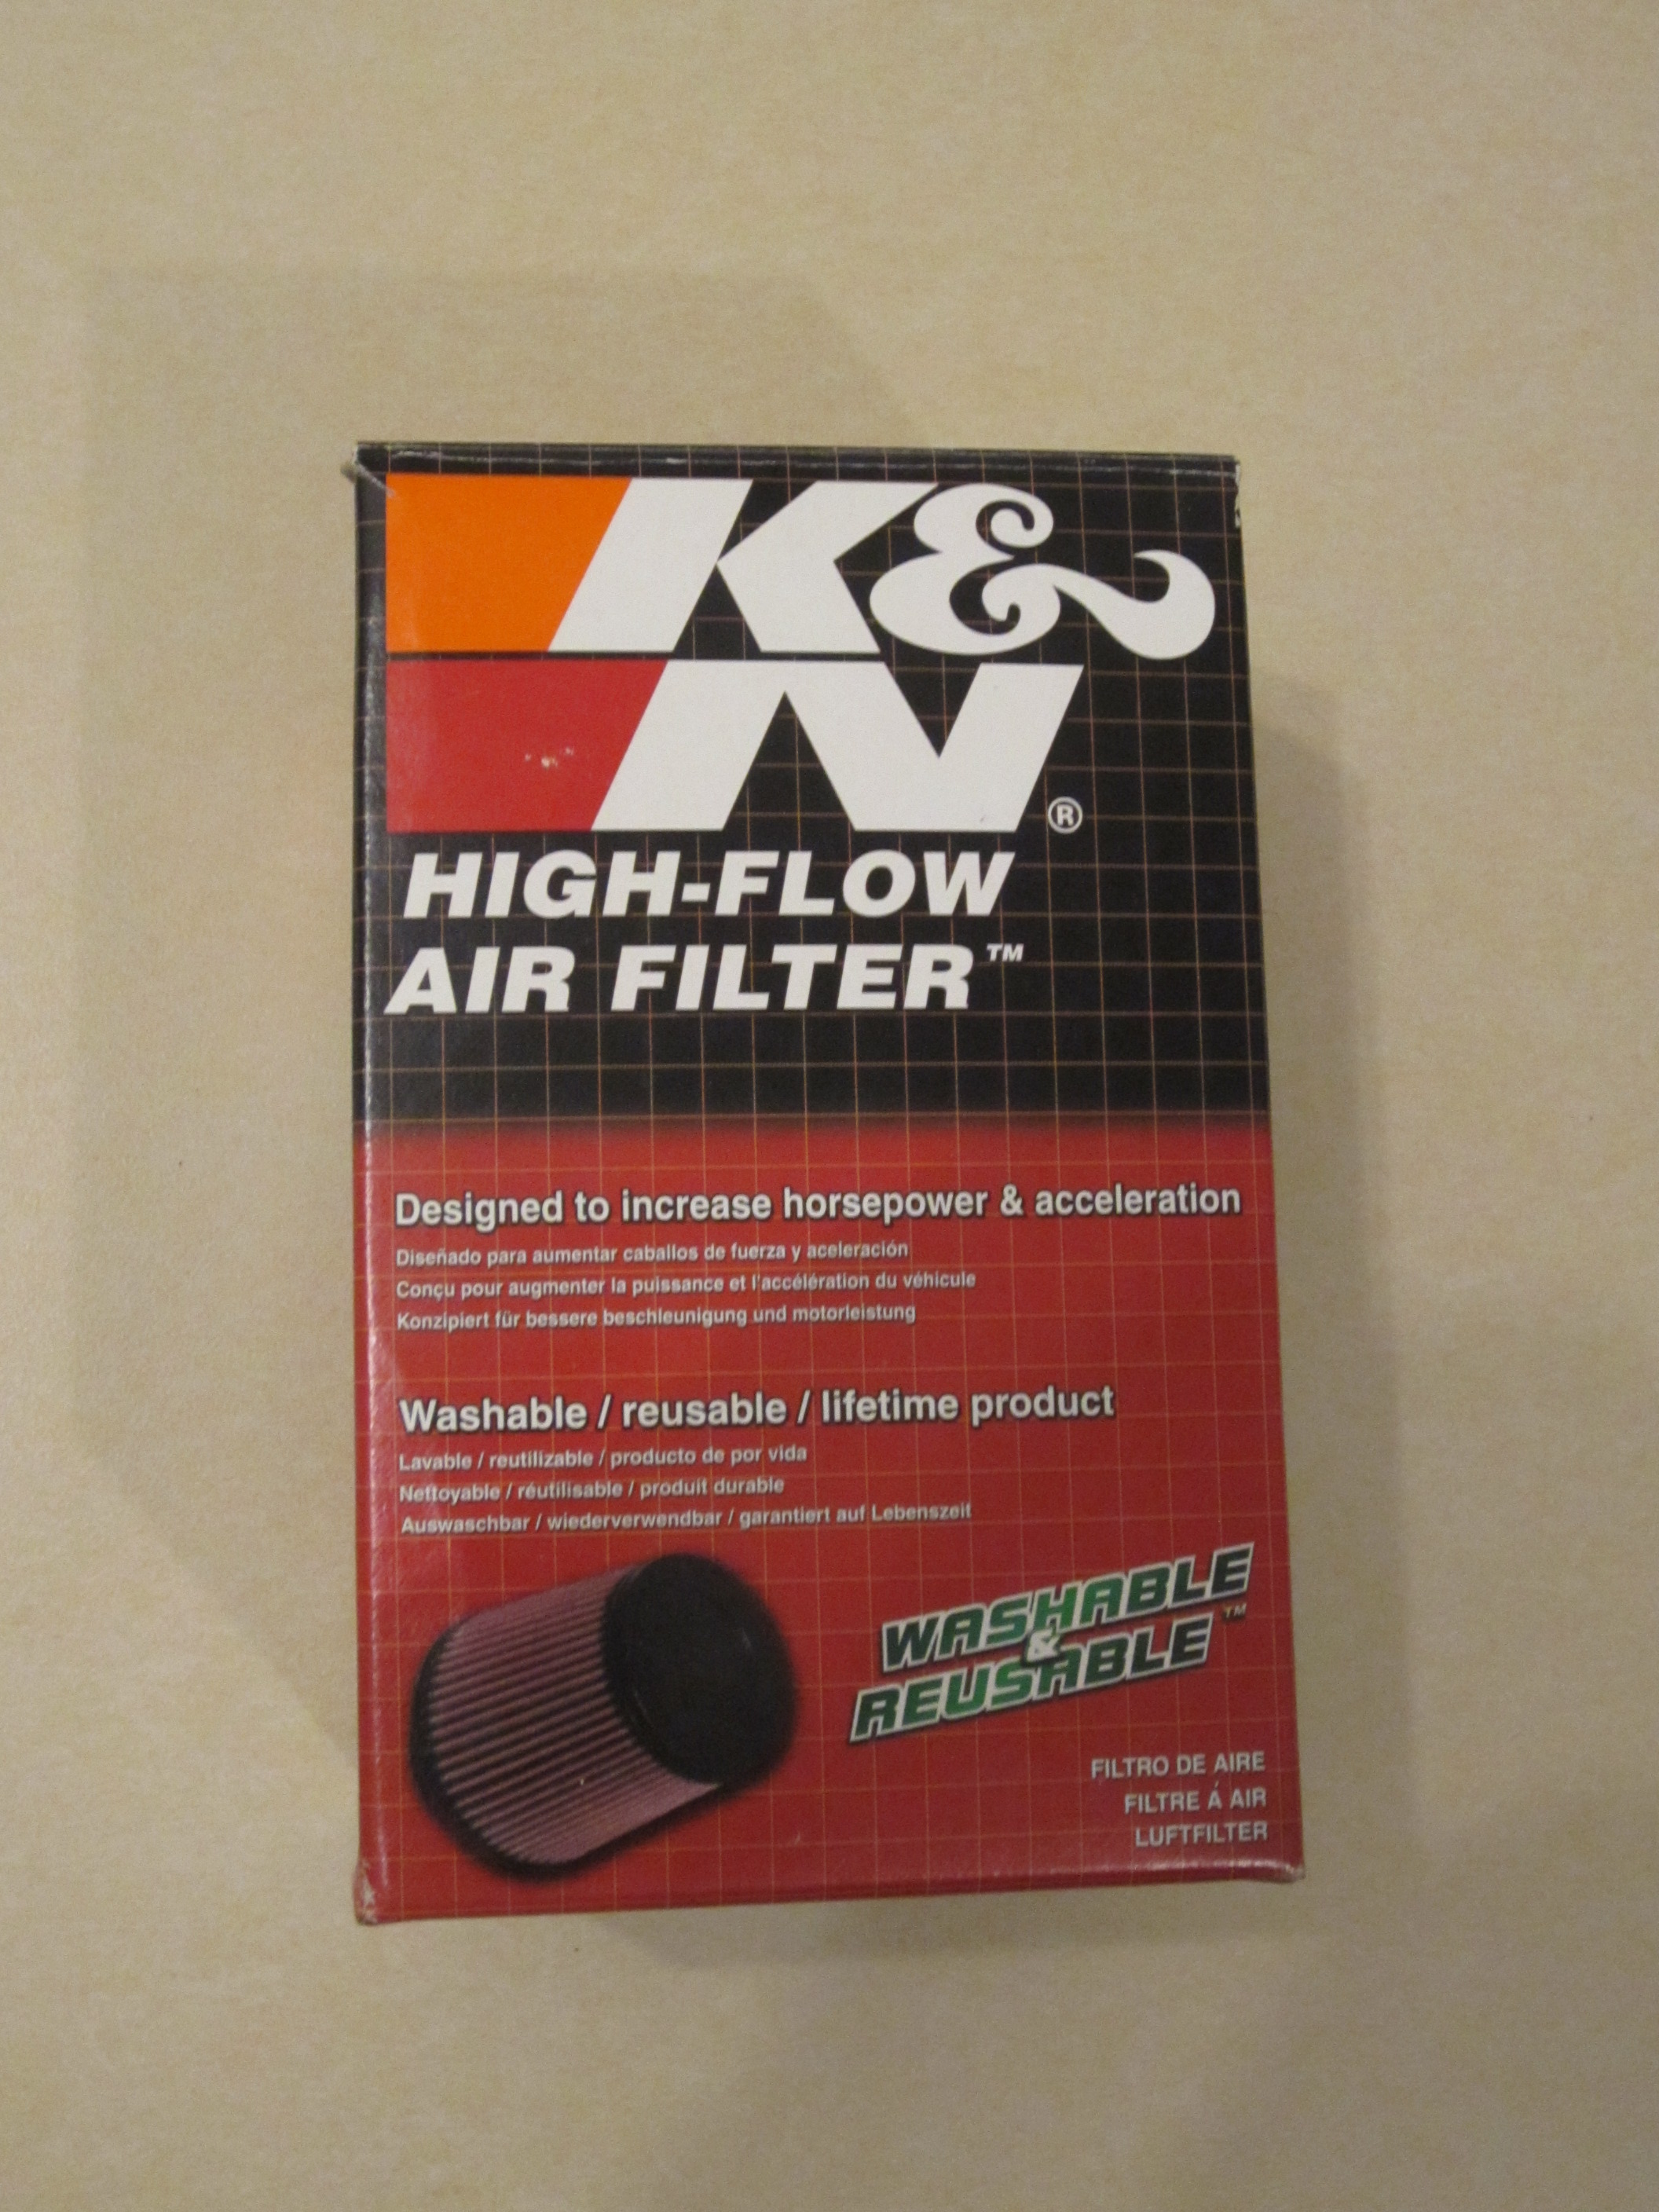 K&
N®
HIGH-FLOW
AIR FILTER™
Designed to increase horsepower & acceleration
Diseñado para aumentar caballos de fuerza y aceleración
Conçu pour augmenter la puissance et l'accélération du véhicule
Konzipiert für bessere beschleunigung und motorleistung
Washable / reusable / lifetime product
Lavable / reutilizable / producto de por vida
Nettoyable / réutilisable / produit durable
Auswaschbar / wiederverwendbar / garantiert auf Lebenszeit
WASHABLE
&
REUSABLE™
FILTRO DE AIRE
FILTRE Á AIR
LUFTFILTER